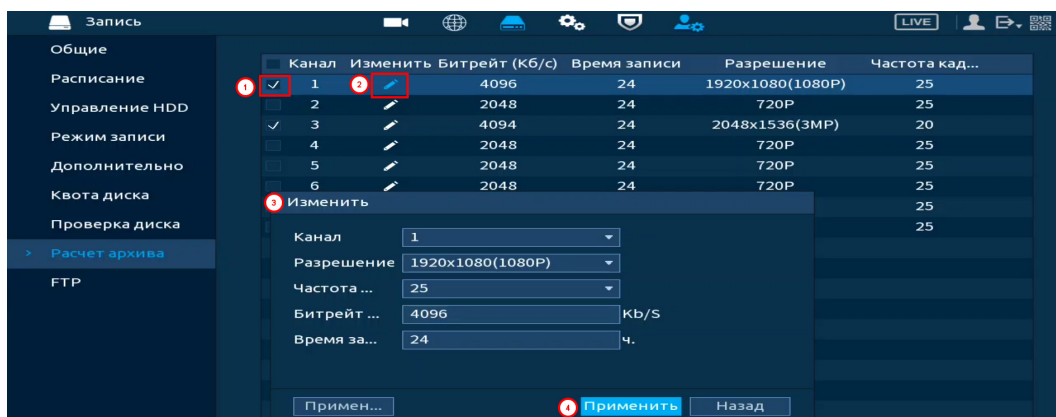 Запись LIVE
Общие
Расписание
Управление HDD
Режим записи
Дополнительно
Квота диска
Проверка диска
> Расчет архива
FTP
Канал Изменить Битрейт (Кб/с) Время записи Разрешение Частота кад...
1 1 2 4096 24 1920x1080(1080P) 25
2 2048 24 720P 25
3 4094 24 2048x1536(3MP) 20
4 2048 24 720P 25
5 2048 24 720P 25
6 2048 24 720P 25
25
25
3 Изменить
Канал 1
Разрешение 1920x1080(1080P)
Частота ... 25
Битрейт ... 4096 Kb/S
Время за... 24 ч.
Примен... 4 Применить Назад